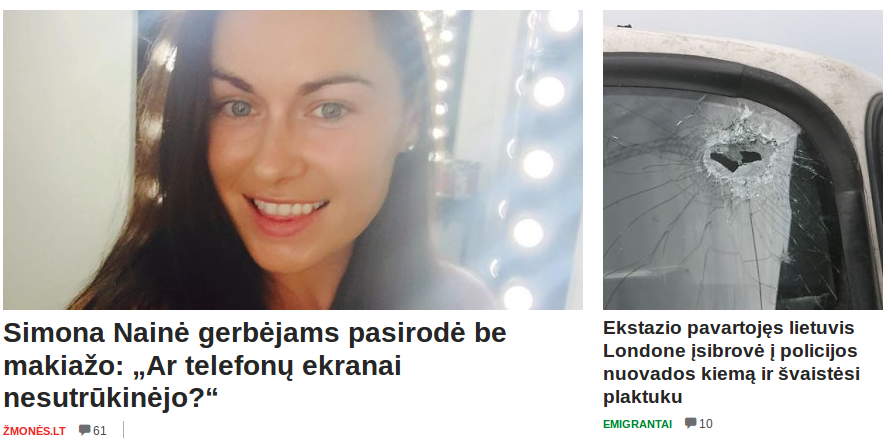 Simona Nainė gerbėjams pasirodė be
makiažo: „Ar telefonų ekranai
nesutrūkinėjo?“
ŽMONĖS.LT 61
Ekstazio pavartojęs lietuvis
Londone įsibrovė į policijos
nuovados kiemą ir švaistėsi
plaktuku
EMIGRANTAI 10